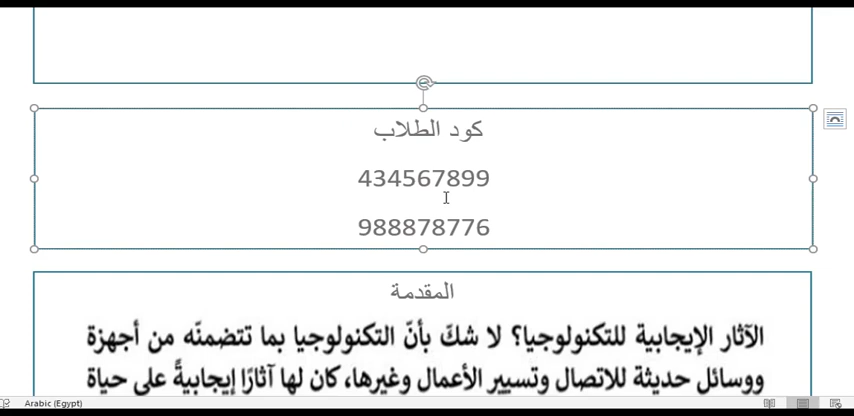 كود الطلاب
434567899
988878776
المقدمة
الآثار الإيجابية للتكنولوجيا؟ لا شكّ بأنّ التكنولوجيا بما تتضمنّه من أجهزة
ووسائل حديثة للاتصال وتسيير الأعمال وغيرها، كان لها آثارًا إيجابيةً على حياة
Arabic (Egypt)